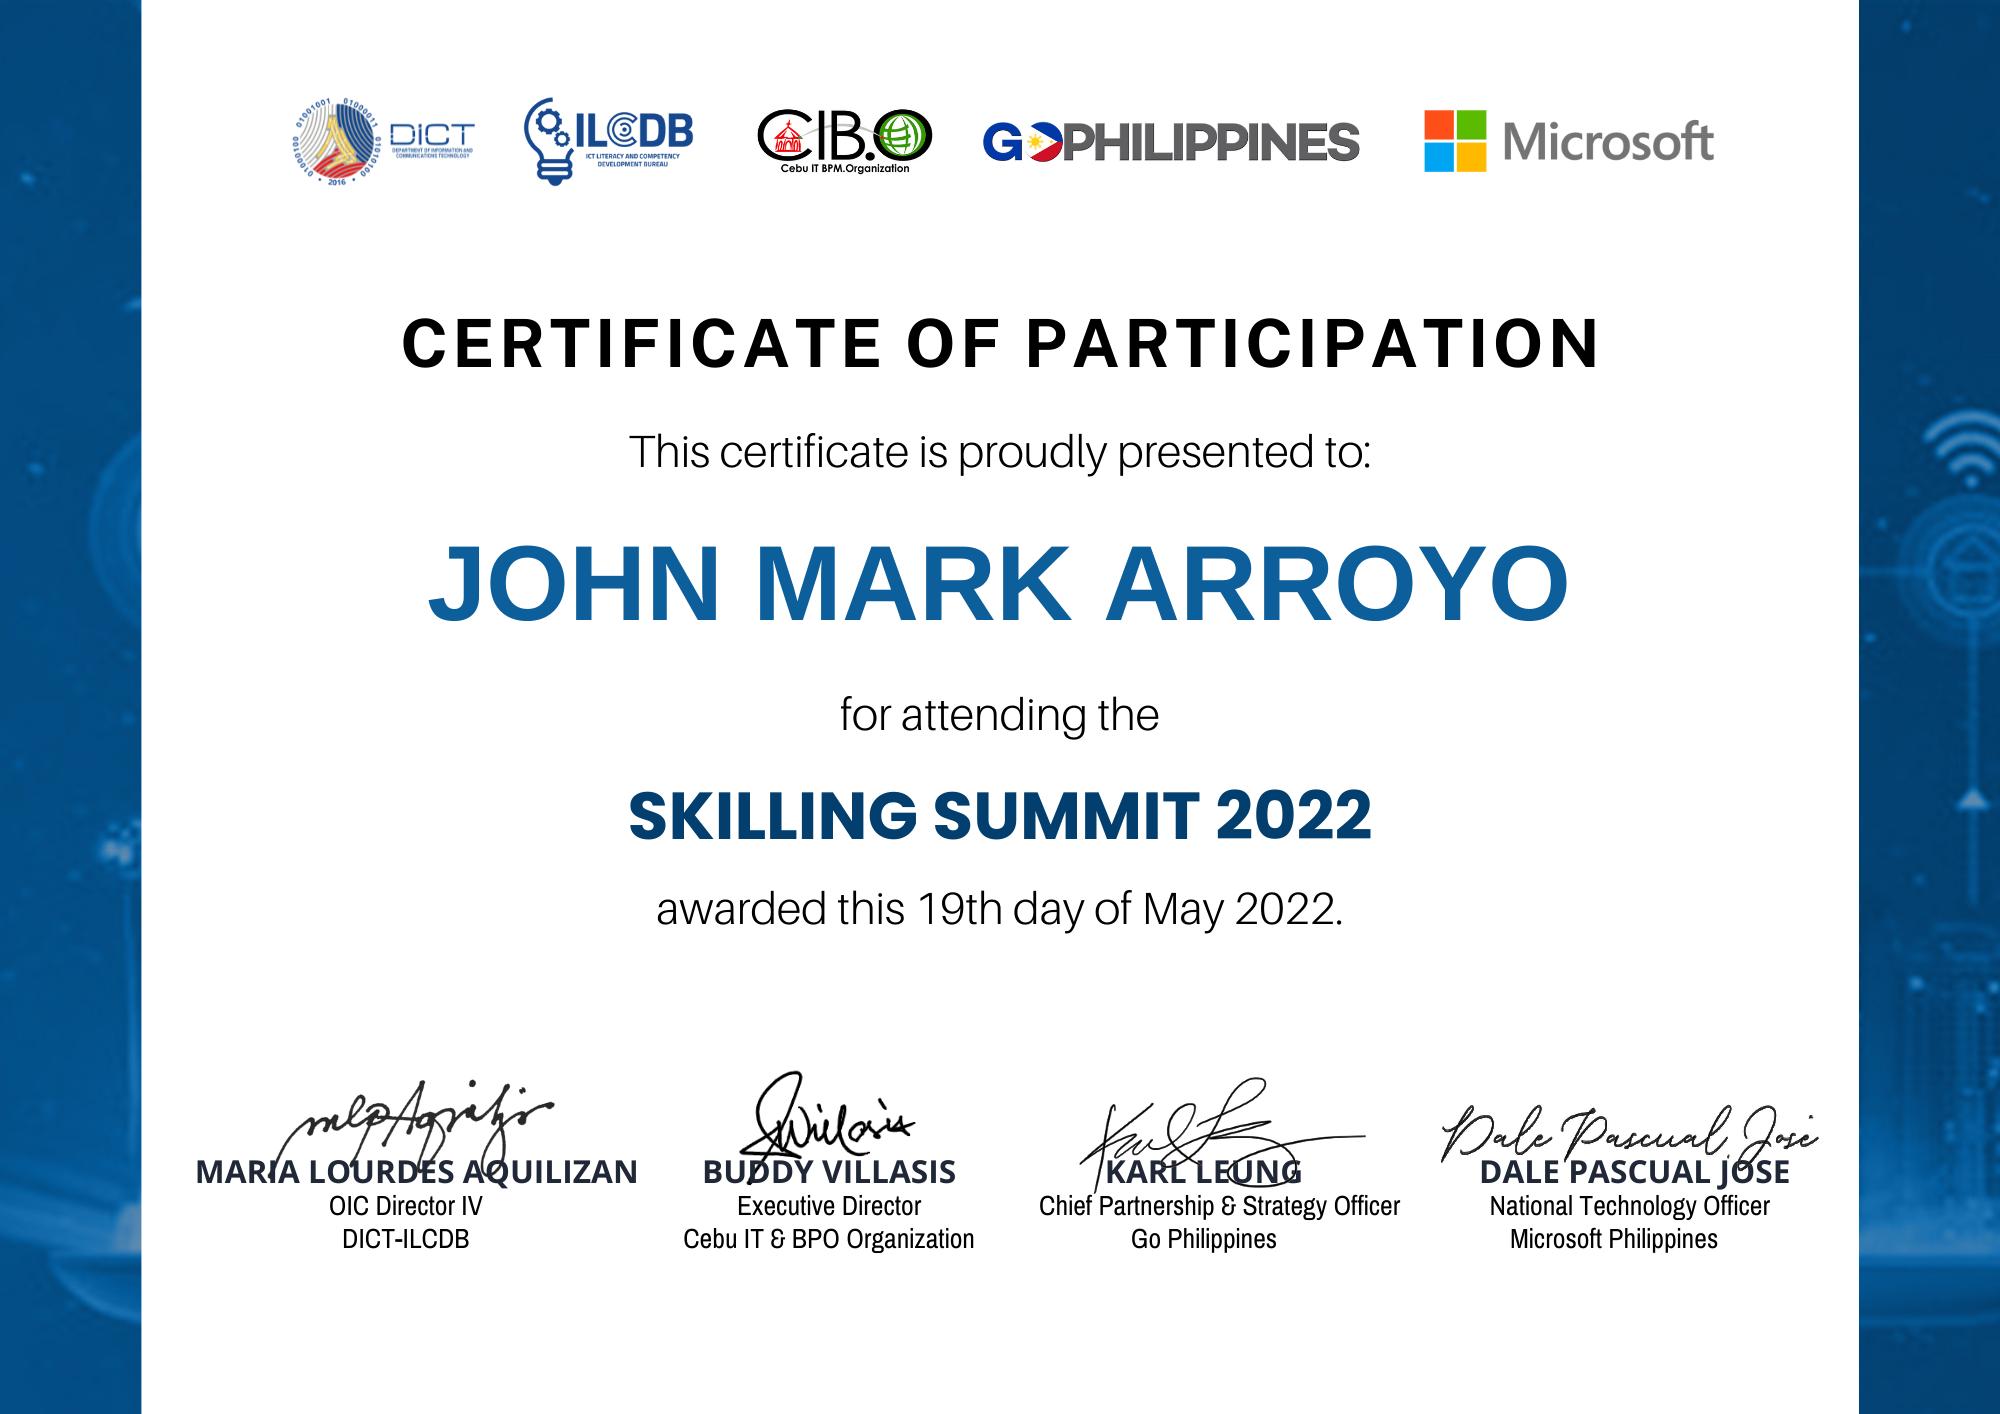 DICT
DEPARTMENT OF INFORMATION AND
COMMUNICATIONS TECHNOLOGY
2016
ILCDB
ICT LITERACY AND COMPETENCY
DEVELOPMENT BUREAU
CIB.O
Cebu IT BPM.Organization
GOPHILIPPINES
Microsoft
CERTIFICATE OF PARTICIPATION
This certificate is proudly presented to:
JOHN MARK ARROYO
for attending the
SKILLING SUMMIT 2022
awarded this 19th day of May 2022.
Dale Pascual Jose
MARIA LOURDES AQUILIZAN
OIC Director IV
DICT-ILCDB
BUDDY VILLASIS
Executive Director
Cebu IT & BPO Organization
KARL LEUNG
Chief Partnership & Strategy Officer
Go Philippines
DALE PASCUAL JOSE
National Technology Officer
Microsoft Philippines